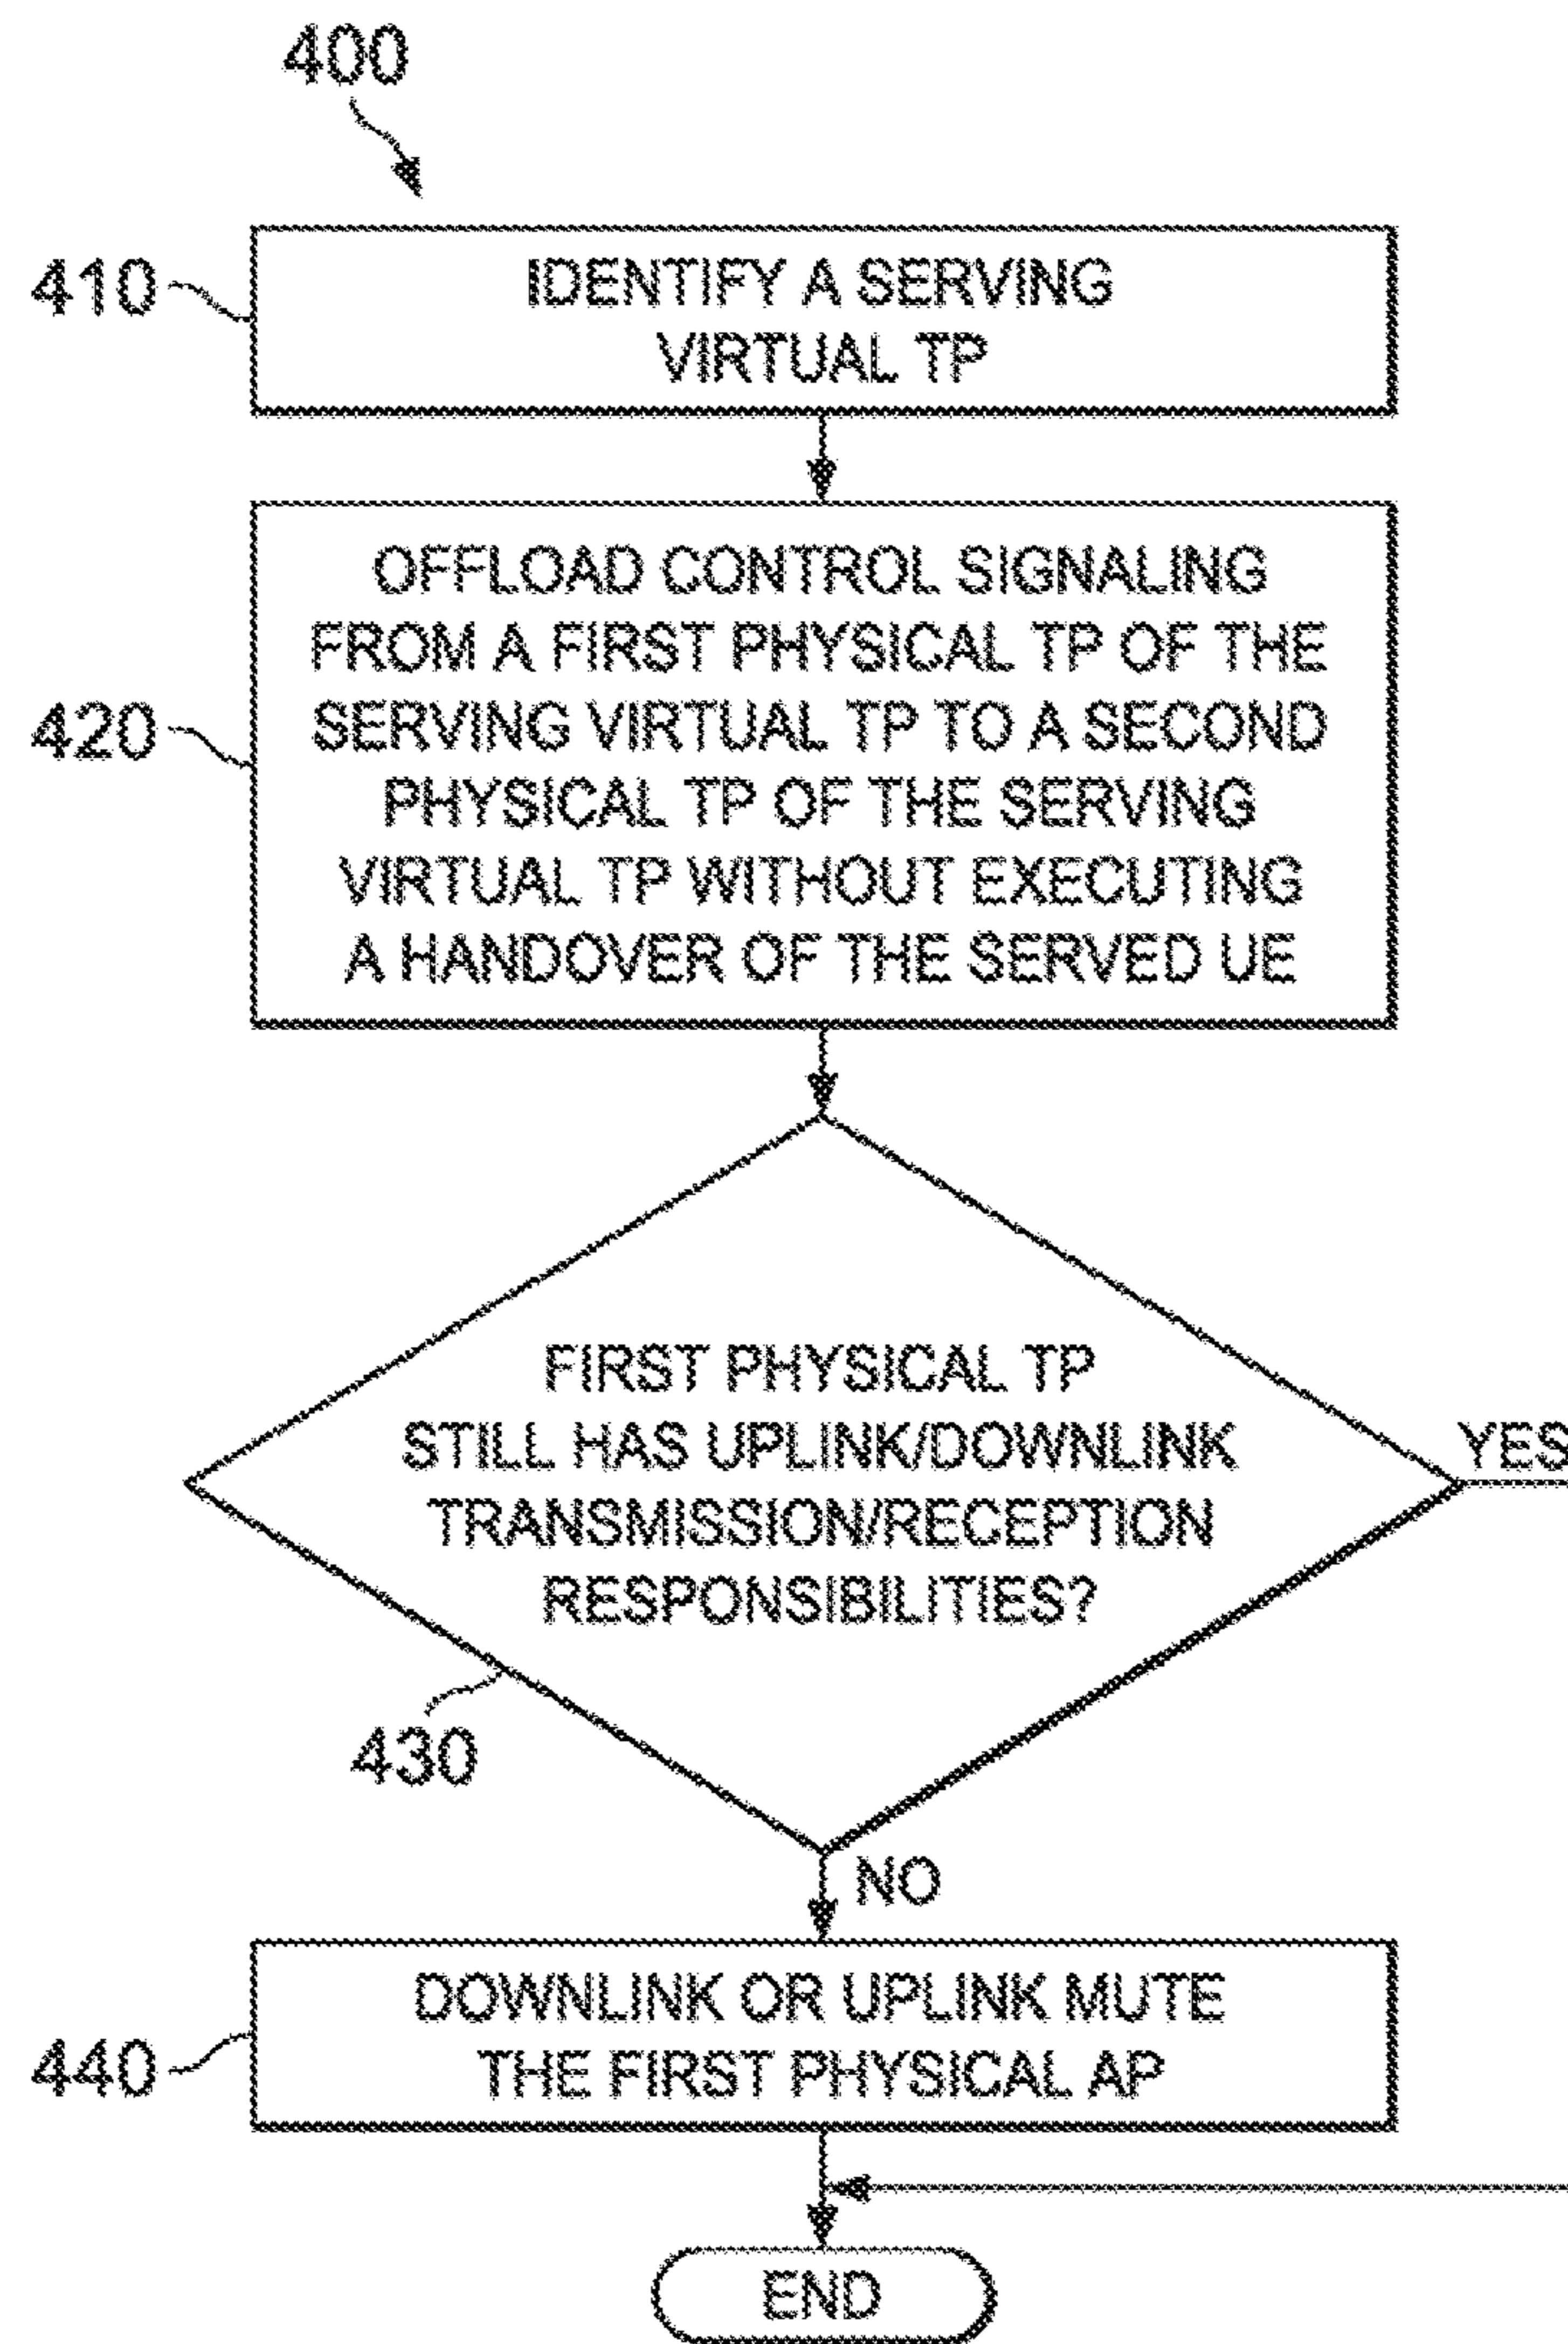 400
410
IDENTIFY A SERVING
VIRTUAL TP
420
OFFLOAD CONTROL SIGNALING
FROM A FIRST PHYSICAL TP OF THE
SERVING VIRTUAL TP TO A SECOND
PHYSICAL TP OF THE SERVING
VIRTUAL TP WITHOUT EXECUTING
A HANDOVER OF THE SERVED UE
FIRST PHYSICAL TP
STILL HAS UPLINK/DOWNLINK
TRANSMISSION/RECEPTION
RESPONSIBILITIES?
YES
430
NO
440
DOWNLINK OR UPLINK MUTE
THE FIRST PHYSICAL AP
END